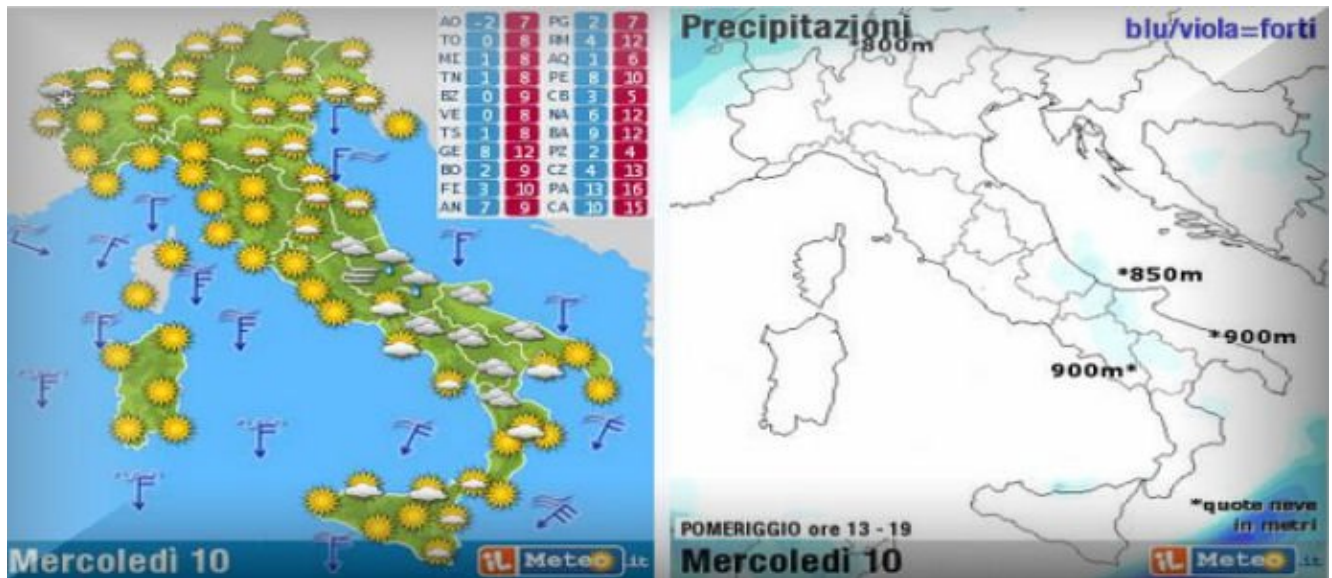 AO -2 7 PG 2 7
TO 0 8 RM 4 12
MI 1 8 AQ 1 6
TN 1 8 PE 8 10
BZ 0 9 CB 3 5
VE 0 8 NA 6 12
TS 1 8 BA 9 12
GE 8 12 PZ 2 4
BO 2 9 CZ 4 13
FI 3 10 PA 13 16
AN 7 9 CA 10 15
Mercoledì 10
iL Meteo.it
Precipitazioni
blu/viola=forti
*800m
*850m
*900m
900m*
*quote neve
in metri
POMERIGGIO ore 13 - 19
Mercoledì 10
iL Meteo.it